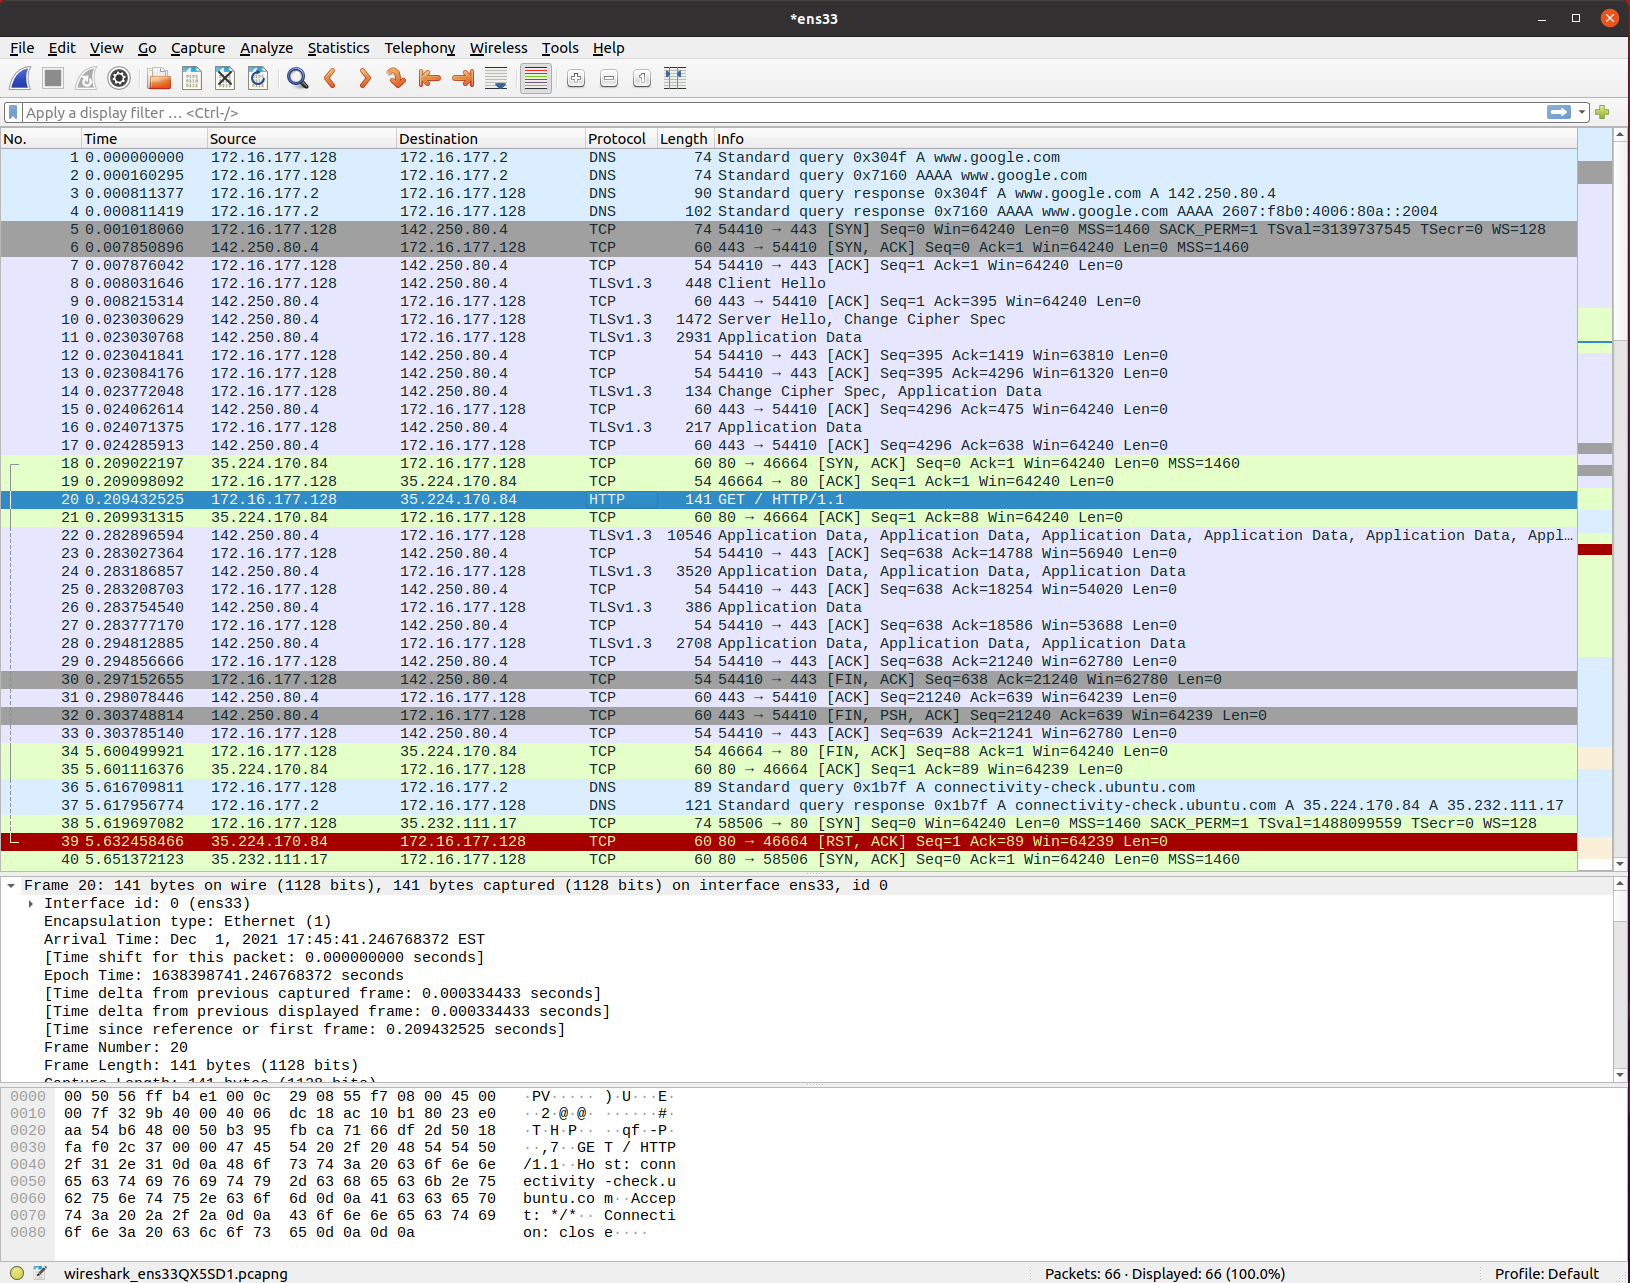 *ens33
File Edit View Go Capture Analyze Statistics Telephony Wireless Tools Help
Apply a display filter … <Ctrl-/>
No. Time Source Destination Protocol Length Info
1 0.000000000 172.16.177.128 172.16.177.2 DNS 74 Standard query 0x304f A www.google.com
2 0.000160295 172.16.177.128 172.16.177.2 DNS 74 Standard query 0x7160 AAAA www.google.com
3 0.000811377 172.16.177.2 172.16.177.128 DNS 90 Standard query response 0x304f A www.google.com A 142.250.80.4
4 0.000811419 172.16.177.2 172.16.177.128 DNS 102 Standard query response 0x7160 AAAA www.google.com AAAA 2607:f8b0:4006:80a::2004
5 0.001018060 172.16.177.128 142.250.80.4 TCP 74 54410 → 443 [SYN] Seq=0 Win=64240 Len=0 MSS=1460 SACK_PERM=1 TSval=3139737545 TSecr=0 WS=128
6 0.007850896 142.250.80.4 172.16.177.128 TCP 60 443 → 54410 [SYN, ACK] Seq=0 Ack=1 Win=64240 Len=0 MSS=1460
7 0.007876042 172.16.177.128 142.250.80.4 TCP 54 54410 → 443 [ACK] Seq=1 Ack=1 Win=64240 Len=0
8 0.008031646 172.16.177.128 142.250.80.4 TLSv1.3 448 Client Hello
9 0.008215314 142.250.80.4 172.16.177.128 TCP 60 443 → 54410 [ACK] Seq=1 Ack=395 Win=64240 Len=0
10 0.023030629 142.250.80.4 172.16.177.128 TLSv1.3 1472 Server Hello, Change Cipher Spec
11 0.023030768 142.250.80.4 172.16.177.128 TLSv1.3 2931 Application Data
12 0.023041841 172.16.177.128 142.250.80.4 TCP 54 54410 → 443 [ACK] Seq=395 Ack=1419 Win=63810 Len=0
13 0.023084176 172.16.177.128 142.250.80.4 TCP 54 54410 → 443 [ACK] Seq=395 Ack=4296 Win=61320 Len=0
14 0.023772048 172.16.177.128 142.250.80.4 TLSv1.3 134 Change Cipher Spec, Application Data
15 0.024062614 142.250.80.4 172.16.177.128 TCP 60 443 → 54410 [ACK] Seq=4296 Ack=475 Win=64240 Len=0
16 0.024071375 172.16.177.128 142.250.80.4 TLSv1.3 217 Application Data
17 0.024285913 142.250.80.4 172.16.177.128 TCP 60 443 → 54410 [ACK] Seq=4296 Ack=638 Win=64240 Len=0
18 0.209022197 35.224.170.84 172.16.177.128 TCP 60 80 → 46664 [SYN, ACK] Seq=0 Ack=1 Win=64240 Len=0 MSS=1460
19 0.209098092 172.16.177.128 35.224.170.84 TCP 54 46664 → 80 [ACK] Seq=1 Ack=1 Win=64240 Len=0
20 0.209432525 172.16.177.128 35.224.170.84 HTTP 141 GET / HTTP/1.1
21 0.209931315 35.224.170.84 172.16.177.128 TCP 60 80 → 46664 [ACK] Seq=1 Ack=88 Win=64240 Len=0
22 0.282896594 142.250.80.4 172.16.177.128 TLSv1.3 10546 Application Data, Application Data, Application Data, Application Data, Application Data, Appl…
23 0.283027364 172.16.177.128 142.250.80.4 TCP 54 54410 → 443 [ACK] Seq=638 Ack=14788 Win=56940 Len=0
24 0.283186857 142.250.80.4 172.16.177.128 TLSv1.3 3520 Application Data, Application Data, Application Data
25 0.283208703 172.16.177.128 142.250.80.4 TCP 54 54410 → 443 [ACK] Seq=638 Ack=18254 Win=54020 Len=0
26 0.283754540 142.250.80.4 172.16.177.128 TLSv1.3 386 Application Data
27 0.283777170 172.16.177.128 142.250.80.4 TCP 54 54410 → 443 [ACK] Seq=638 Ack=18586 Win=53688 Len=0
28 0.294812885 142.250.80.4 172.16.177.128 TLSv1.3 2708 Application Data, Application Data, Application Data
29 0.294856666 172.16.177.128 142.250.80.4 TCP 54 54410 → 443 [ACK] Seq=638 Ack=21240 Win=62780 Len=0
30 0.297152655 172.16.177.128 142.250.80.4 TCP 54 54410 → 443 [FIN, ACK] Seq=638 Ack=21240 Win=62780 Len=0
31 0.298078446 142.250.80.4 172.16.177.128 TCP 60 443 → 54410 [ACK] Seq=21240 Ack=639 Win=64239 Len=0
32 0.303748814 142.250.80.4 172.16.177.128 TCP 60 443 → 54410 [FIN, PSH, ACK] Seq=21240 Ack=639 Win=64239 Len=0
33 0.303785140 172.16.177.128 142.250.80.4 TCP 54 54410 → 443 [ACK] Seq=639 Ack=21241 Win=62780 Len=0
34 5.600499921 172.16.177.128 35.224.170.84 TCP 54 46664 → 80 [FIN, ACK] Seq=88 Ack=1 Win=64240 Len=0
35 5.601116376 35.224.170.84 172.16.177.128 TCP 60 80 → 46664 [ACK] Seq=1 Ack=89 Win=64239 Len=0
36 5.616709811 172.16.177.128 172.16.177.2 DNS 89 Standard query 0x1b7f A connectivity-check.ubuntu.com
37 5.617956774 172.16.177.2 172.16.177.128 DNS 121 Standard query response 0x1b7f A connectivity-check.ubuntu.com A 35.224.170.84 A 35.232.111.17
38 5.619697082 172.16.177.128 35.232.111.17 TCP 74 58506 → 80 [SYN] Seq=0 Win=64240 Len=0 MSS=1460 SACK_PERM=1 TSval=1488099559 TSecr=0 WS=128
39 5.632458466 35.224.170.84 172.16.177.128 TCP 60 80 → 46664 [RST, ACK] Seq=1 Ack=89 Win=64239 Len=0
40 5.651372123 35.232.111.17 172.16.177.128 TCP 60 80 → 58506 [SYN, ACK] Seq=0 Ack=1 Win=64240 Len=0 MSS=1460
Frame 20: 141 bytes on wire (1128 bits), 141 bytes captured (1128 bits) on interface ens33, id 0
Interface id: 0 (ens33)
Encapsulation type: Ethernet (1)
Arrival Time: Dec  1, 2021 17:45:41.246768372 EST
[Time shift for this packet: 0.000000000 seconds]
Epoch Time: 1638398741.246768372 seconds
[Time delta from previous captured frame: 0.000334433 seconds]
[Time delta from previous displayed frame: 0.000334433 seconds]
[Time since reference or first frame: 0.209432525 seconds]
Frame Number: 20
Frame Length: 141 bytes (1128 bits)
Capture Length: 141 bytes (1128 bits)
0000 00 50 56 ff b4 e1 00 0c 29 08 55 f7 08 00 45 00 ·PV····· )·U···E·
0010 00 7f 32 9b 40 00 40 06 dc 18 ac 10 b1 80 23 e0 ··2·@·@· ······#·
0020 aa 54 b6 48 00 50 b3 95 fb ca 71 66 df 2d 50 18 ·T·H·P·· ··qf·-P·
0030 fa f0 2c 37 00 00 47 45 54 20 2f 20 48 54 54 50 ··,7··GE T / HTTP
0040 2f 31 2e 31 0d 0a 48 6f 73 74 3a 20 63 6f 6e 6e /1.1··Ho st: conn
0050 65 63 74 69 76 69 74 79 2d 63 68 65 63 6b 2e 75 ectivity -check.u
0060 62 75 6e 74 75 2e 63 6f 6d 0d 0a 41 63 63 65 70 buntu.co m··Accep
0070 74 3a 20 2a 2f 2a 0d 0a 43 6f 6e 6e 65 63 74 69 t: */*·· Connecti
0080 6f 6e 3a 20 63 6c 6f 73 65 0d 0a 0d 0a on: clos e····
wireshark_ens33QX5SD1.pcapng Packets: 66 · Displayed: 66 (100.0%) Profile: Default